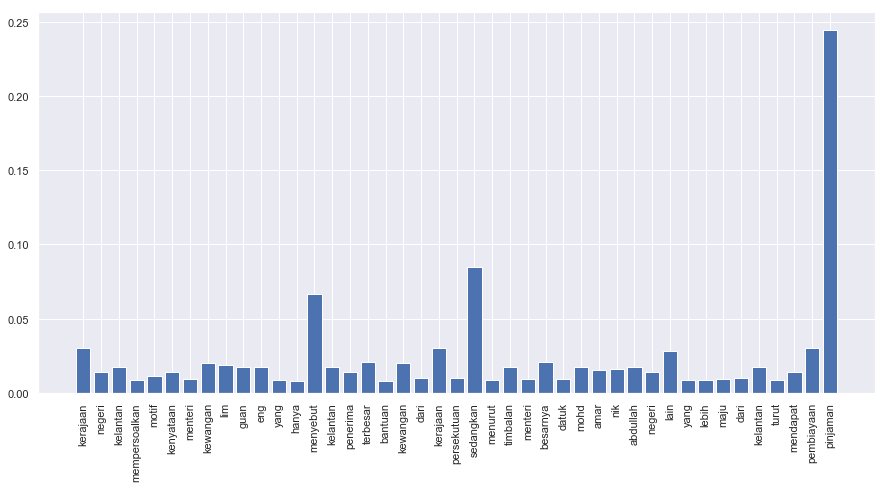 0.25
0.20
0.15
0.10
0.05
0.00
kerajaan
negeri
kelantan
mempersoalkan
motif
kenyataan
menteri
kewangan
lim
guan
eng
yang
hanya
menyebut
kelantan
penerima
terbesar
bantuan
kewangan
dari
kerajaan
persekutuan
sedangkan
menurut
timbalan
menteri
besarnya
datuk
mohd
amar
nik
abdullah
negeri
lain
yang
lebih
maju
dari
kelantan
turut
mendapat
pembiayaan
pinjaman